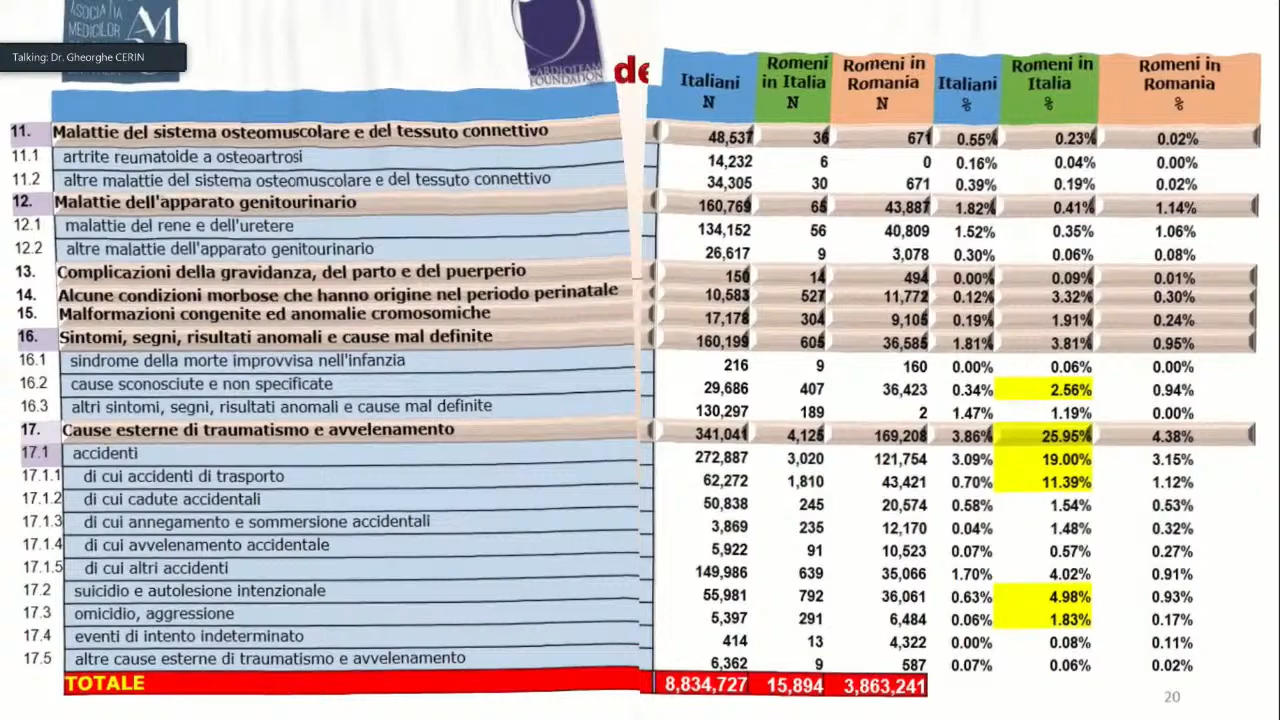 ASOCIAȚIA
MEDICILOR
Talking: Dr. Gheorghe CERIN
AM
CARDIOTEAM
FOUNDATION
de
Italiani N | Romeni in Italia N | Romeni in Romania N | Italiani % | Romeni in Italia % | Romeni in Romania %
11. Malattie del sistema osteomuscolare e del tessuto connettivo 48,537 36 671 0.55% 0.23% 0.02%
11.1 artrite reumatoide a osteoartrosi 14,232 6 0 0.16% 0.04% 0.00%
11.2 altre malattie del sistema osteomuscolare e del tessuto connettivo 34,305 30 671 0.39% 0.19% 0.02%
12. Malattie dell'apparato genitourinario 160,769 65 43,887 1.82% 0.41% 1.14%
12.1 malattie del rene e dell'uretere 134,152 56 40,809 1.52% 0.35% 1.06%
12.2 altre malattie dell'apparato genitourinario 26,617 9 3,078 0.30% 0.06% 0.08%
13. Complicazioni della gravidanza, del parto e del puerperio 150 14 494 0.00% 0.09% 0.01%
14. Alcune condizioni morbose che hanno origine nel periodo perinatale 10,583 527 11,772 0.12% 3.32% 0.30%
15. Malformazioni congenite ed anomalie cromosomiche 17,178 304 9,105 0.19% 1.91% 0.24%
16. Sintomi, segni, risultati anomali e cause mal definite 160,199 605 36,585 1.81% 3.81% 0.95%
16.1 sindrome della morte improvvisa nell'infanzia 216 9 160 0.00% 0.06% 0.00%
16.2 cause sconosciute e non specificate 29,686 407 36,423 0.34% 2.56% 0.94%
16.3 altri sintomi, segni, risultati anomali e cause mal definite 130,297 189 2 1.47% 1.19% 0.00%
17. Cause esterne di traumatismo e avvelenamento 341,041 4,125 169,208 3.86% 25.95% 4.38%
17.1 accidenti 272,887 3,020 121,754 3.09% 19.00% 3.15%
17.1.1 di cui accidenti di trasporto 62,272 1,810 43,421 0.70% 11.39% 1.12%
17.1.2 di cui cadute accidentali 50,838 245 20,574 0.58% 1.54% 0.53%
17.1.3 di cui annegamento e sommersione accidentali 3,869 235 12,170 0.04% 1.48% 0.32%
17.1.4 di cui avvelenamento accidentale 5,922 91 10,523 0.07% 0.57% 0.27%
17.1.5 di cui altri accidenti 149,986 639 35,066 1.70% 4.02% 0.91%
17.2 suicidio e autolesione intenzionale 55,981 792 36,061 0.63% 4.98% 0.93%
17.3 omicidio, aggressione 5,397 291 6,484 0.06% 1.83% 0.17%
17.4 eventi di intento indeterminato 414 13 4,322 0.00% 0.08% 0.11%
17.5 altre cause esterne di traumatismo e avvelenamento 6,362 9 587 0.07% 0.06% 0.02%
TOTALE 8,834,727 15,894 3,863,241
20